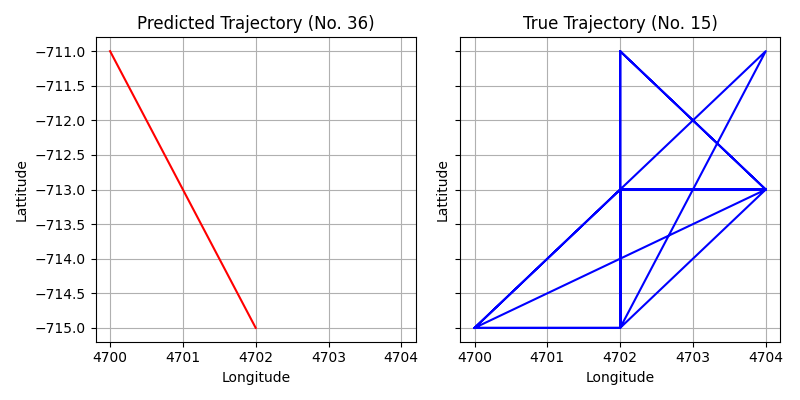 Predicted Trajectory (No. 36)
True Trajectory (No. 15)
−711.0
−711.5
−712.0
−712.5
−713.0
−713.5
−714.0
−714.5
−715.0
Lattitude
Lattitude
4700 4701 4702 4703 4704
4700 4701 4702 4703 4704
Longitude
Longitude